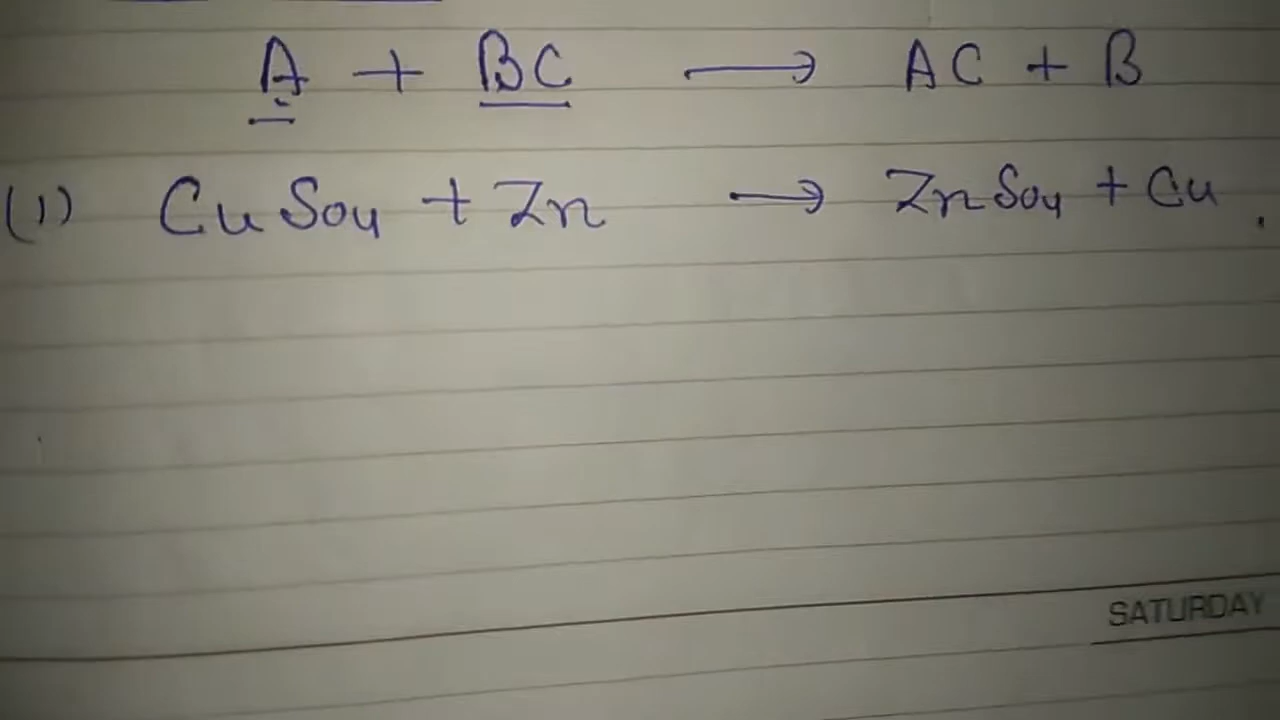 A + BC ⟶ AC + B
(1) CuSo4 + Zn ⟶ ZnSo4 + Cu.
SATURDAY